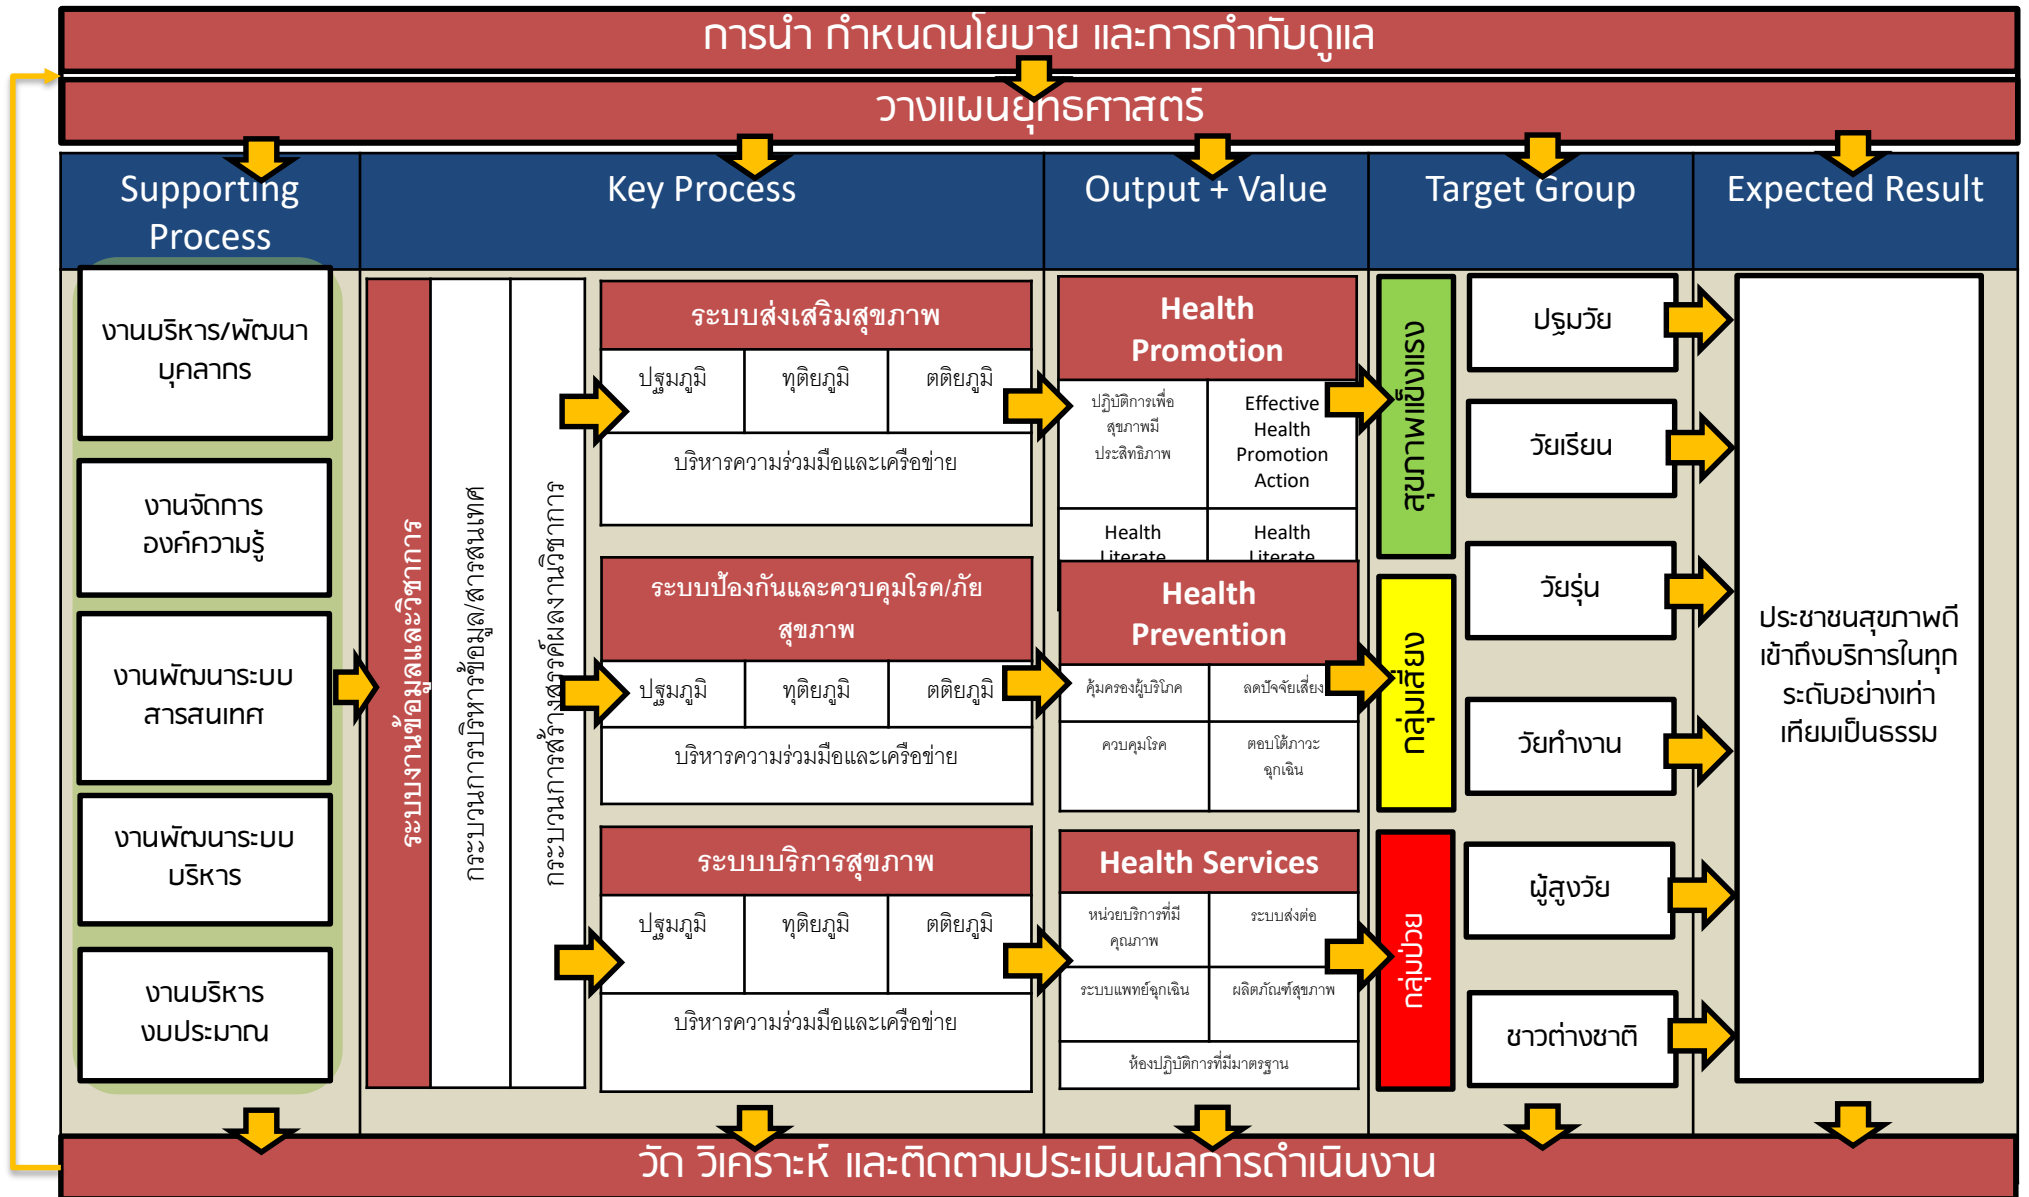 การนำ กำหนดนโยบาย และการกำกับดูแล
วางแผนยุทธศาสตร์
Supporting
Process
Key Process
Output + Value
Target Group
Expected Result
งานบริหาร/พัฒนา
บุคลากร
งานจัดการ
องค์ความรู้
งานพัฒนาระบบ
สารสนเทศ
งานพัฒนาระบบ
บริหาร
งานบริหาร
งบประมาณ
ระบบงานข้อมูลและวิชาการ
กระบวนการบริหารข้อมูล/สารสนเทศ
กระบวนการสร้างสรรค์ผลงานวิชาการ
ระบบส่งเสริมสุขภาพ
ปฐมภูมิ
ทุติยภูมิ
ตติยภูมิ
บริหารความร่วมมือและเครือข่าย
ระบบป้องกันและควบคุมโรค/ภัย
สุขภาพ
ปฐมภูมิ
ทุติยภูมิ
ตติยภูมิ
บริหารความร่วมมือและเครือข่าย
ระบบบริการสุขภาพ
ปฐมภูมิ
ทุติยภูมิ
ตติยภูมิ
บริหารความร่วมมือและเครือข่าย
Health
Promotion
ปฏิบัติการเพื่อ
สุขภาพมี
ประสิทธิภาพ
Effective
Health
Promotion
Action
Health
Literate
Health
Literate
Health
Prevention
คุ้มครองผู้บริโภค
ลดปัจจัยเสี่ยง
ควบคุมโรค
ตอบโต้ภาวะ
ฉุกเฉิน
Health Services
หน่วยบริการที่มี
คุณภาพ
ระบบส่งต่อ
ระบบแพทย์ฉุกเฉิน
ผลิตภัณฑ์สุขภาพ
ห้องปฏิบัติการที่มีมาตรฐาน
สุขภาพแข็งแรง
กลุ่มเสี่ยง
กลุ่มป่วย
ปฐมวัย
วัยเรียน
วัยรุ่น
วัยทำงาน
ผู้สูงวัย
ชาวต่างชาติ
ประชาชนสุขภาพดี
เข้าถึงบริการในทุก
ระดับอย่างเท่า
เทียมเป็นธรรม
วัด วิเคราะห์ และติดตามประเมินผลการดำเนินงาน